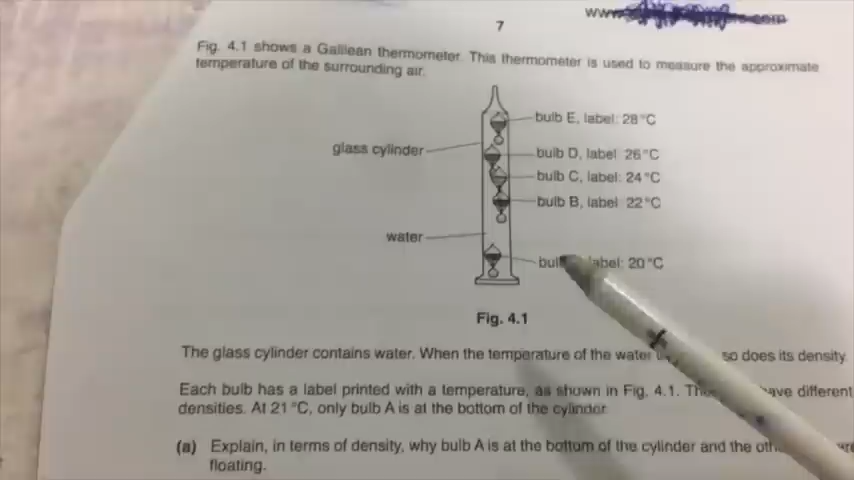 7
www
Fig. 4.1 shows a Galilean thermometer. This thermometer is used to measure the approximate
temperature of the surrounding air.
bulb E, label: 28°C
glass cylinder
bulb D, label: 26°C
bulb C, label: 24°C
bulb B, label: 22°C
water
label: 20°C
Fig. 4.1
The glass cylinder contains water. When the temperature of the water so does its density.
Each bulb has a label printed with a temperature, as shown in Fig. 4.1. have different
densities. At 21°C, only bulb A is at the bottom of the cylinder
(a) Explain, in terms of density, why bulb A is at the bottom of the cylinder and the
floating.